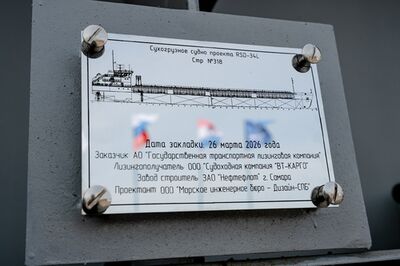 Сухогрузное судно проекта RSD-34L
Стр №318
Дата закладки 26 марта 2026 года
Заказчик АО "Государственная транспортная лизинговая компания"
Лизингополучатель ООО "Судоходная компания "ВТ-КАРГО"
Завод строитель ЗАО "Нефтефлот" г. Самара
Проектант ООО "Морское инженерное бюро - Дизайн-СПБ"